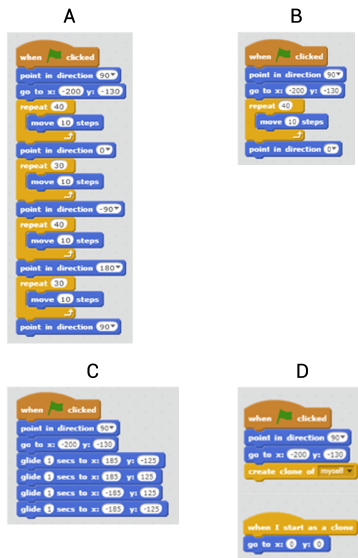 A
when clicked
point in direction 90
go to x: -200 y: -130
repeat 40
move 10 steps
point in direction 0
repeat 30
move 10 steps
point in direction -90
repeat 40
move 10 steps
point in direction 180
repeat 30
move 10 steps
point in direction 90
B
when clicked
point in direction 90
go to x: -200 y: -130
repeat 40
move 10 steps
point in direction 0
C
when clicked
point in direction 90
go to x: -200 y: -130
glide 1 secs to x: 185 y: -125
glide 1 secs to x: 185 y: 125
glide 1 secs to x: -185 y: 125
glide 1 secs to x: -185 y: -125
D
when clicked
point in direction 90
go to x: -200 y: -130
create clone of myself
when I start as a clone
go to x: 0 y: 0